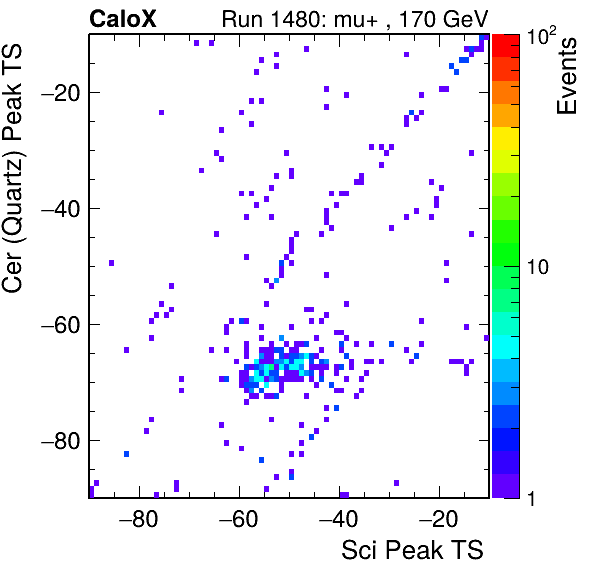 CaloX Run 1480: mu+ , 170 GeV
10²
Events
Cer (Quartz) Peak TS
−20
−40
10
−60
−80
1
−80 −60 −40 −20
Sci Peak TS